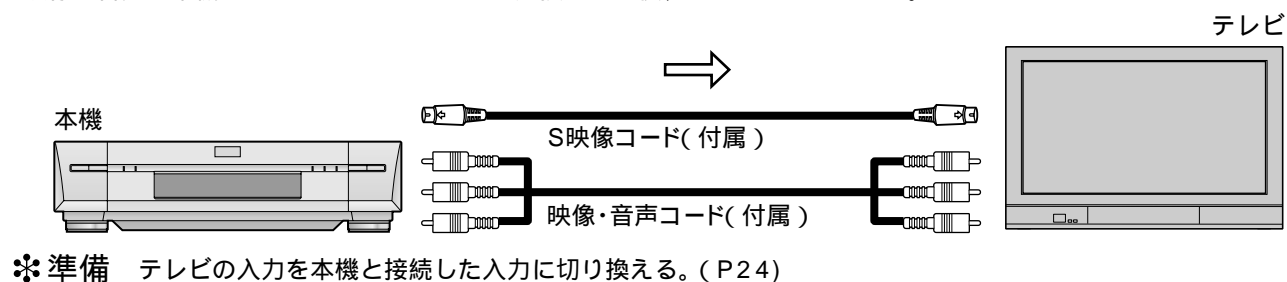 テレビ
本機
S映像コード(付属)
映像・音声コード(付属)
準備 テレビの入力を本機と接続した入力に切り換える。(P24)